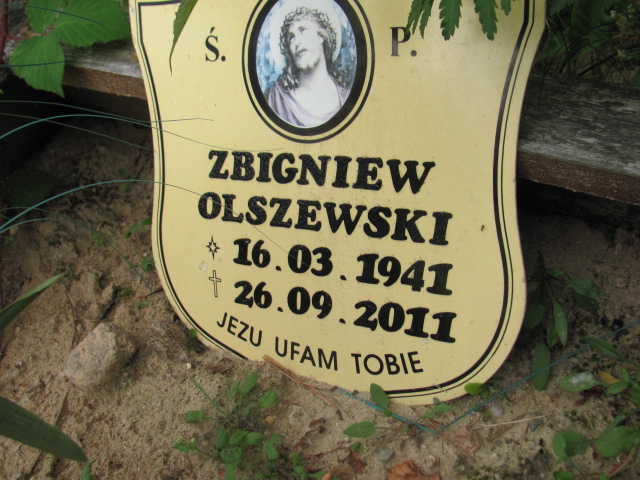 Ś. P.
ZBIGNIEW
OLSZEWSKI
16.03.1941
26.09.2011
JEZU UFAM TOBIE